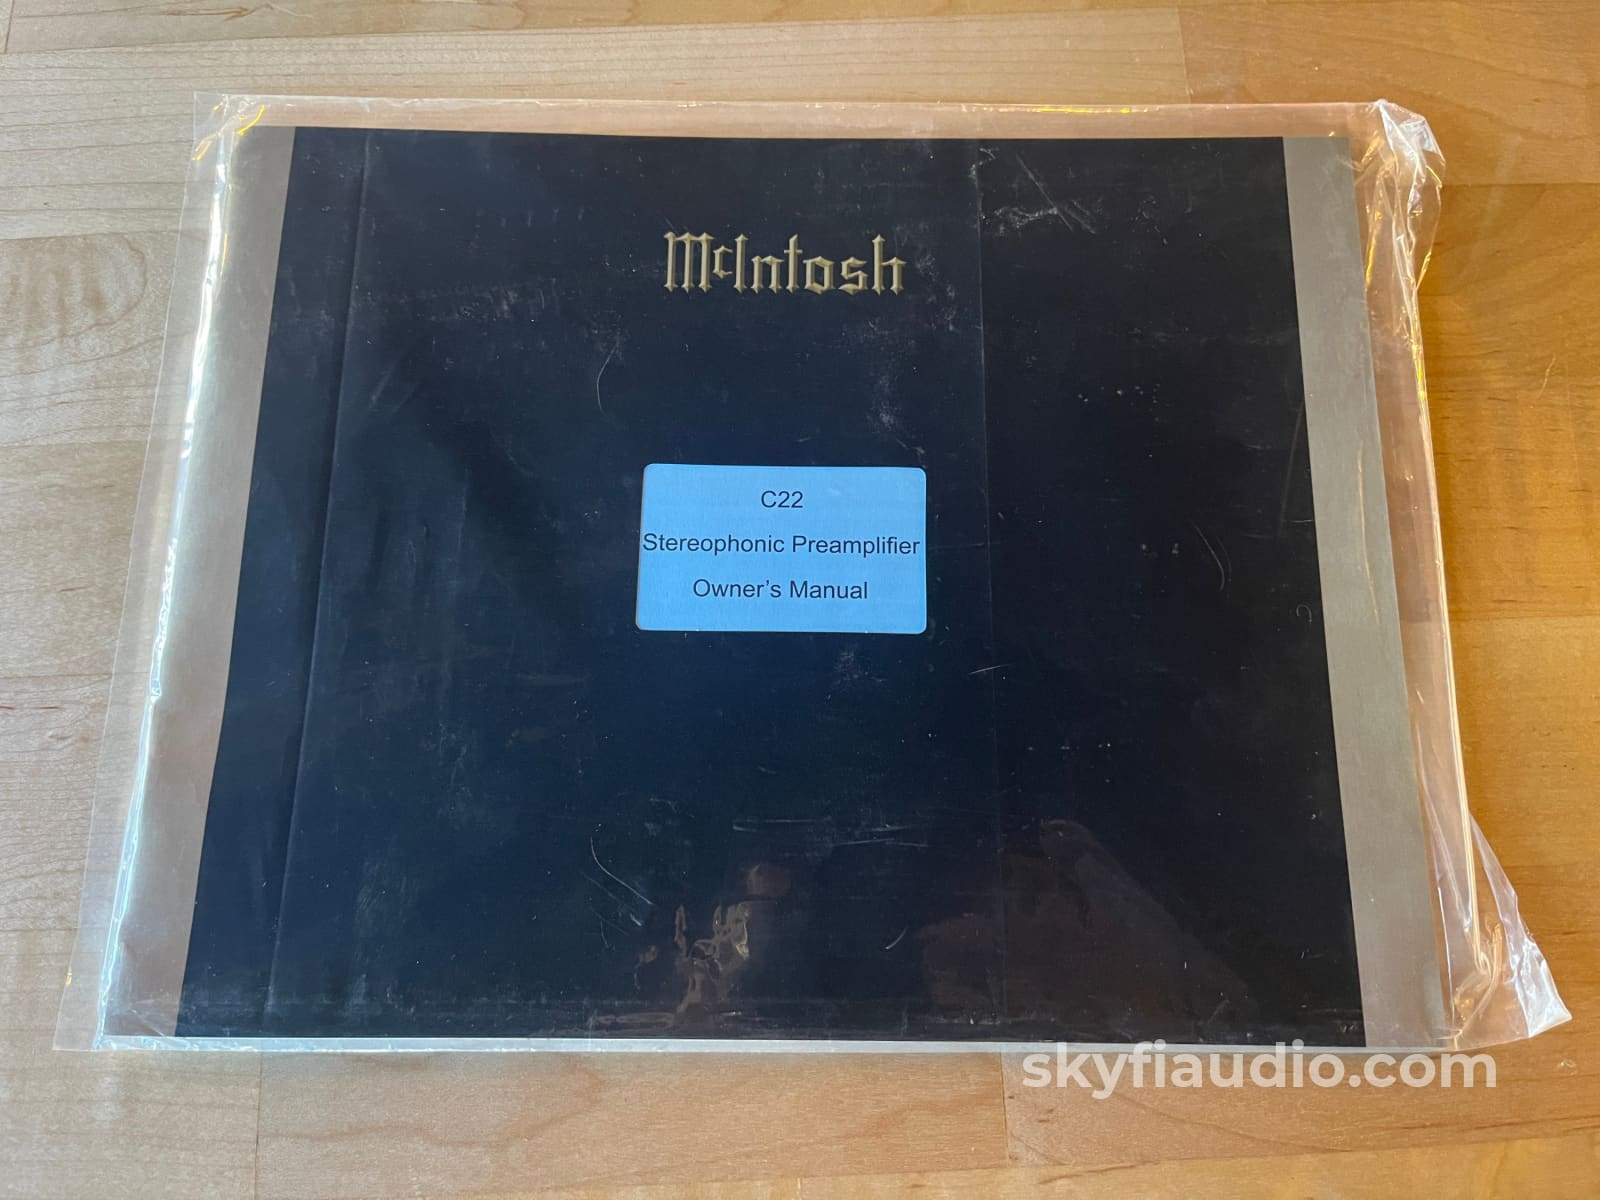 McIntosh
C22
Stereophonic Preamplifier
Owner’s Manual
skyfiaudio.com